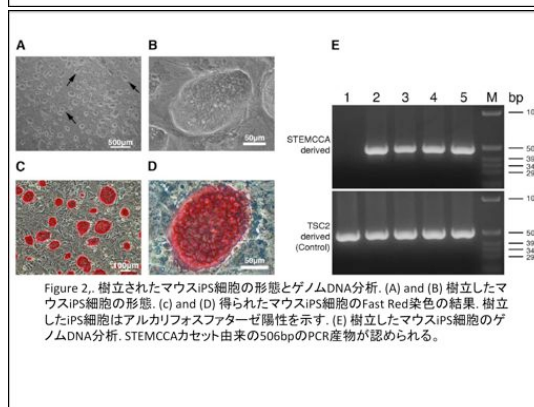 A
B
E
1 2 3 4 5 M bp
STEMCCA
derived
500µm
50µm
C
D
TSC2
derived
(Control)
100µm
50µm
Figure 2,. 樹立されたマウスiPS細胞の形態とゲノムDNA分析. (A) and (B) 樹立したマ
ウスiPS細胞の形態. (c) and (D) 得られたマウスiPS細胞のFast Red染色の結果. 樹立
したiPS細胞はアルカリフォスファターゼ陽性を示す. (E) 樹立したマウスiPS細胞のゲ
ノムDNA分析. STEMCCAカセット由来の506bpのPCR産物が認められる。